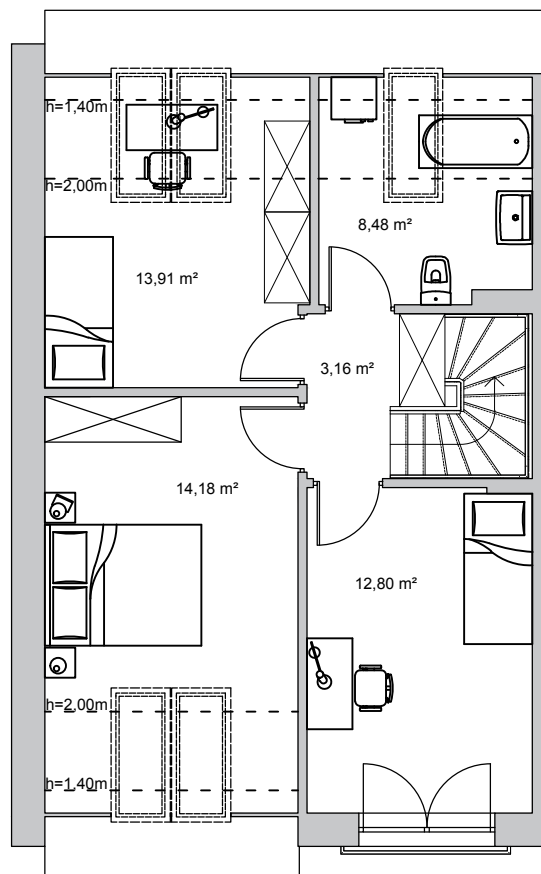 h=1,40m
h=2,00m
8,48 m²
13,91 m²
3,16 m²
14,18 m²
12,80 m²
h=2,00m
h=1,40m